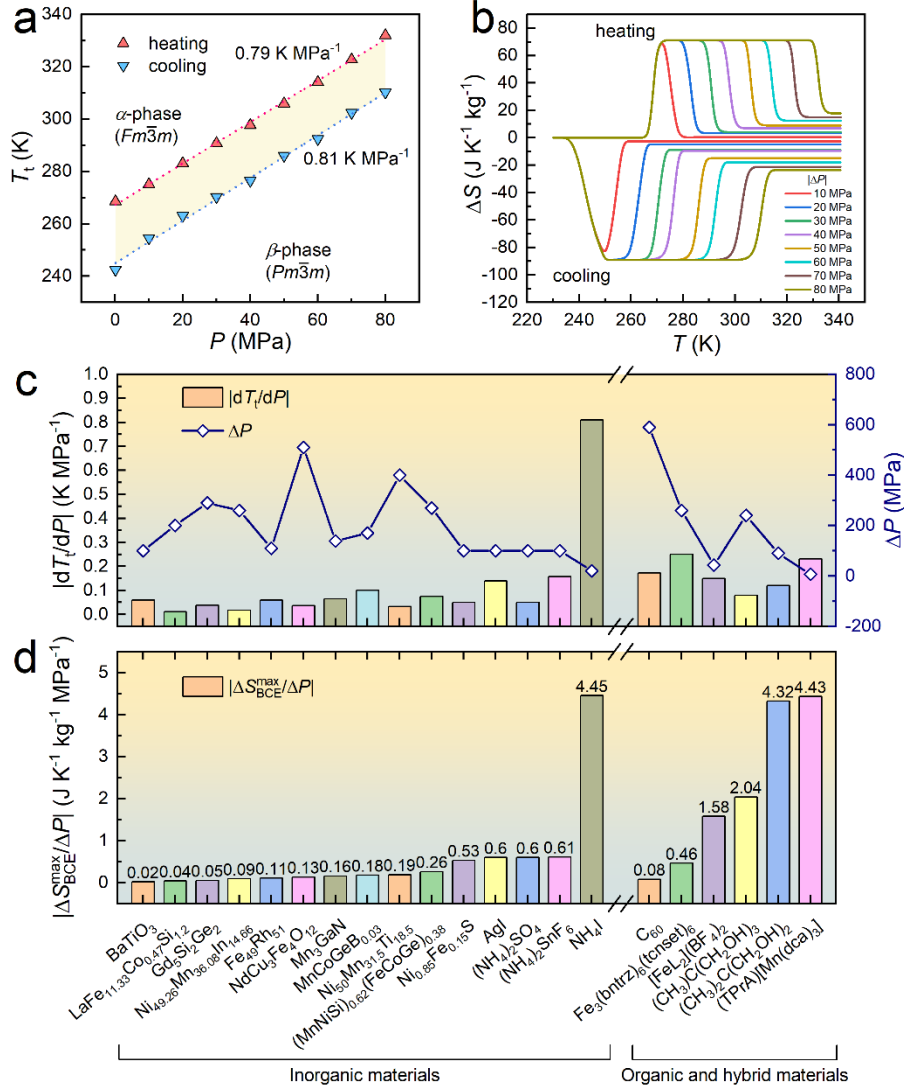 a
340
320
300
280
260
240
T_t (K)
heating
cooling
0.79 K MPa⁻¹
α-phase
(Fm3̅m)
0.81 K MPa⁻¹
β-phase
(Pm3̅m)
0 20 40 60 80
P (MPa)
b
80
60
40
20
0
-20
-40
-60
-80
-100
-120
ΔS (J K⁻¹ kg⁻¹)
heating
cooling
|ΔP|
10 MPa
20 MPa
30 MPa
40 MPa
50 MPa
60 MPa
70 MPa
80 MPa
220 240 260 280 300 320 340
T (K)
c
1.0
0.9
0.8
0.7
0.6
0.5
0.4
0.3
0.2
0.1
0.0
|dT_t/dP| (K MPa⁻¹)
|dT_t/dP|
ΔP
800
600
400
200
0
-200
ΔP (MPa)
d
5
4
3
2
1
0
|ΔS_BCE^max/ΔP| (J K⁻¹ kg⁻¹ MPa⁻¹)
|ΔS_BCE^max/ΔP|
0.02 0.04 0.05 0.09 0.11 0.13 0.16 0.18 0.19 0.26 0.53 0.6 0.6 0.61 4.45 0.08 0.46 1.58 2.04 4.32 4.43
BaTiO₃
LaFe₁₁.₃₃Co₀.₄₇Si₁.₂
Gd₅Si₂Ge₂
Ni₄₉.₂₆Mn₃₆.₀₈In₁₄.₆₆
Fe₄₉Rh₅₁
NdCu₃Fe₄O₁₂
Mn₃GaN
MnCoGeB₀.₀₃
Ni₅₀Mn₃₁.₅Ti₁₈.₅
(MnNiSi)₀.₆₂(FeCoGe)₀.₃₈
Ni₀.₈₅Fe₀.₁₅S
AgI
(NH₄)₂SO₄
(NH₄)₂SnF₆
NH₄I
C₆₀
Fe₃(bntrz)₆(tcnset)₆
[FeL₂(BF₄)₂
(CH₃)C(CH₂OH)₃
(CH₃)₂C(CH₂OH)₂
(TPrA)[Mn(dca)₃]
Inorganic materials
Organic and hybrid materials